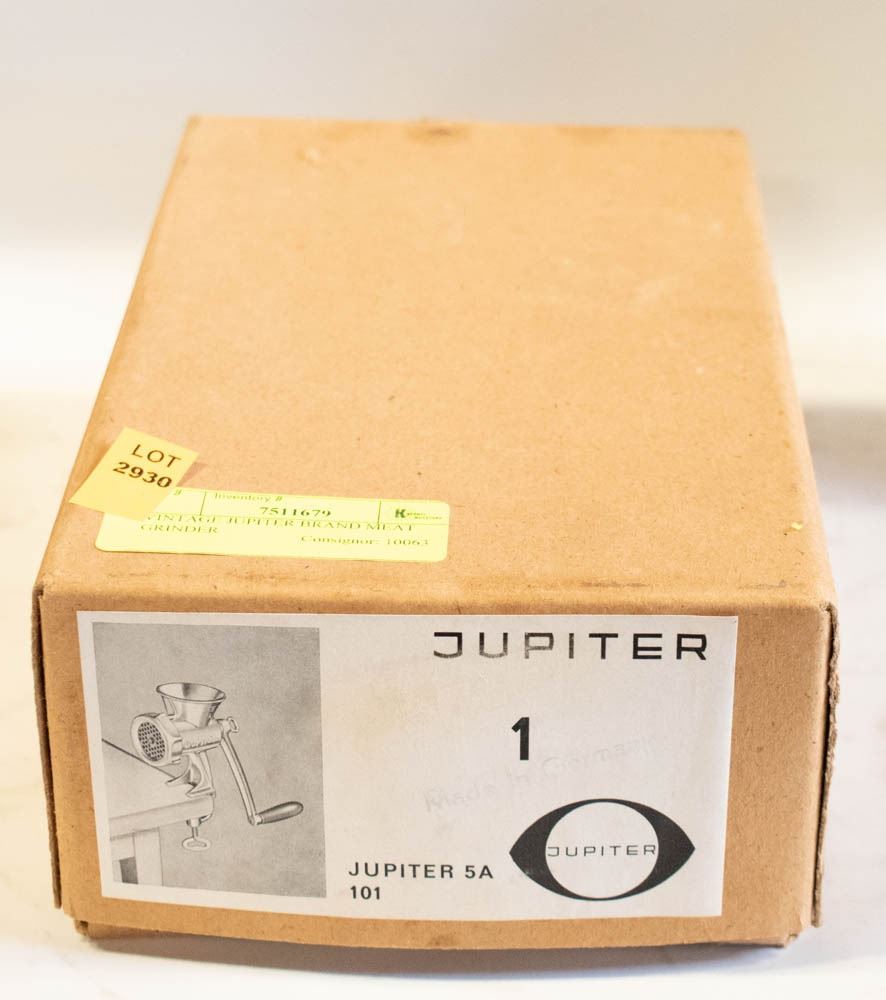 LOT
2930
# Inventory #
7511679
VINTAGE JUPITER BRAND MEAT
GRINDER
Consignor: 10063
JUPITER
1
Made in Germany
JUPITER 5A
101
JUPITER